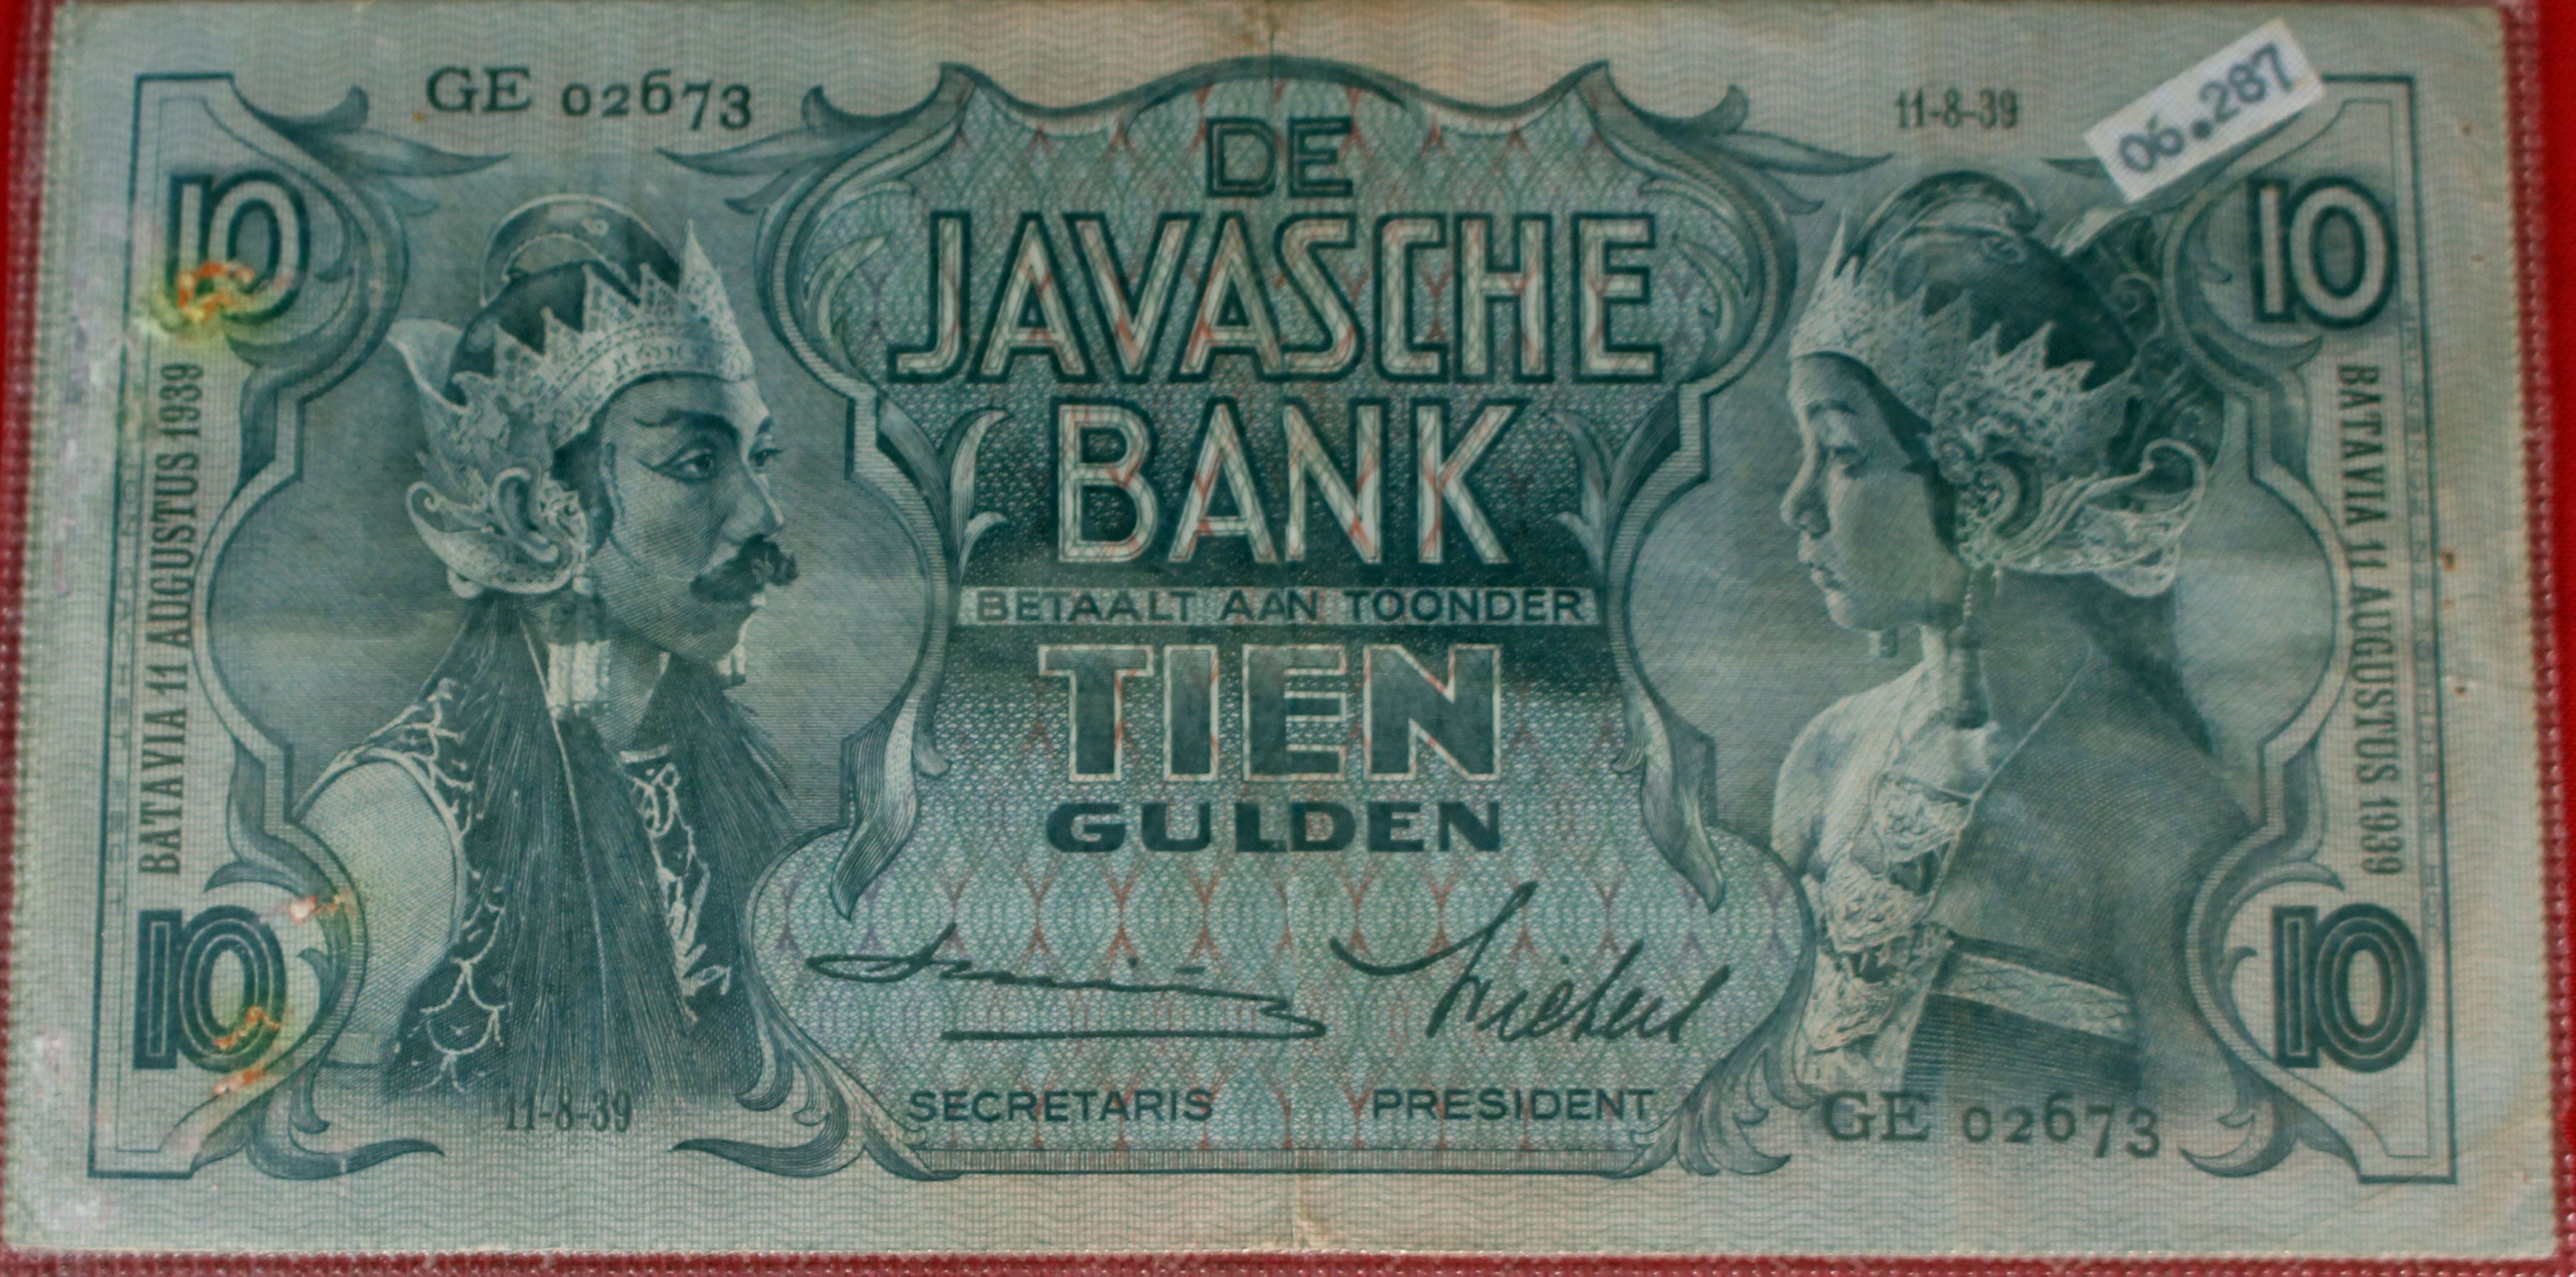 GE 02673
11-8-39
06.287
10
10
DE
JAVASCHE
BANK
BETAALT AAN TOONDER
TIEN
GULDEN
BATAVIA 11 AUGUSTUS 1939
BATAVIA 11 AUGUSTUS 1939
10
10
SECRETARIS
PRESIDENT
11-8-39
GE 02673